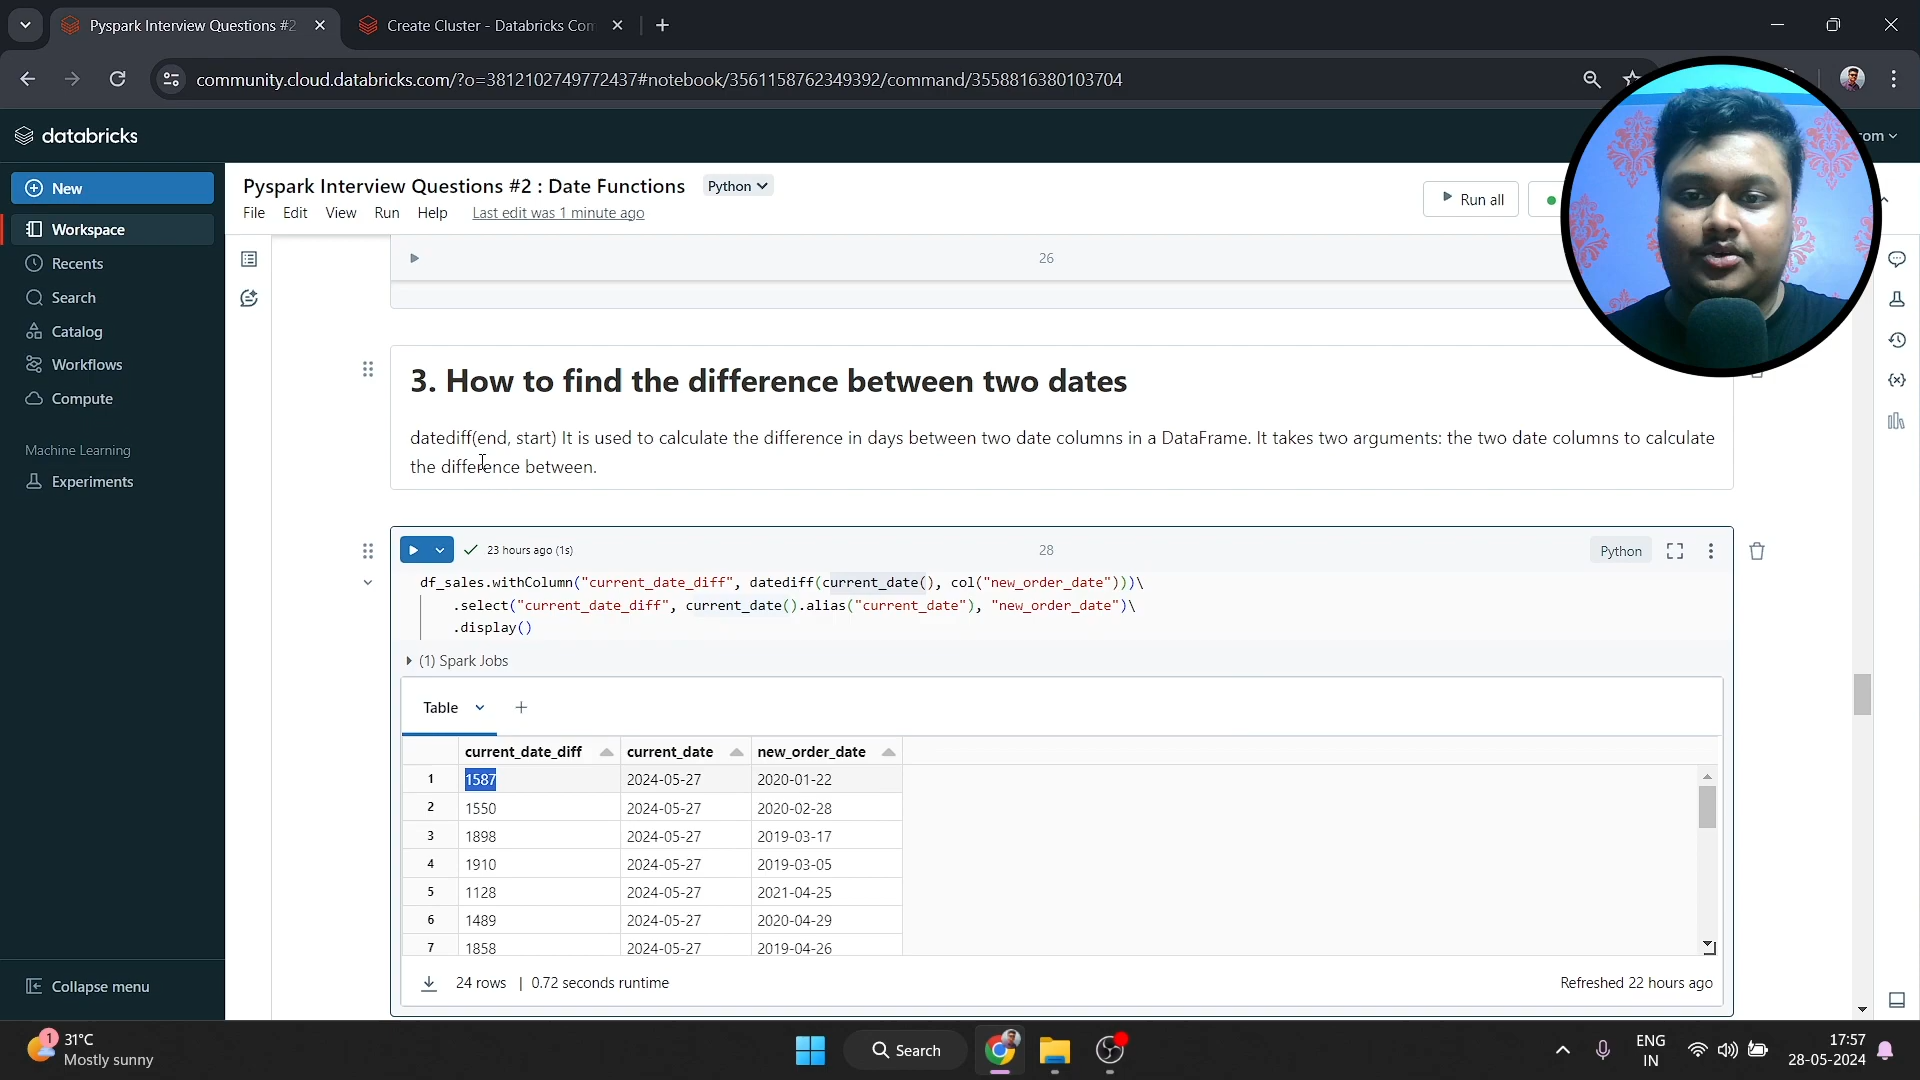 Pyspark Interview Questions #2
Create Cluster - Databricks Com
community.cloud.databricks.com/?o=3812102749772437#notebook/3561158762349392/command/3558816380103704
databricks
com
New
Workspace
Recents
Search
Catalog
Workflows
Compute
Machine Learning
Experiments
Collapse menu
Pyspark Interview Questions #2 : Date Functions
Python
File Edit View Run Help Last edit was 1 minute ago
Run all
26
3. How to find the difference between two dates
datediff(end, start) It is used to calculate the difference in days between two date columns in a DataFrame. It takes two arguments: the two date columns to calculate
the difference between.
23 hours ago (1s)
28
Python
df_sales.withColumn("current_date_diff", datediff(current_date(), col("new_order_date")))\
.select("current_date_diff", current_date().alias("current_date"), "new_order_date")\
.display()
(1) Spark Jobs
Table
current_date_diff current_date new_order_date
1 1587 2024-05-27 2020-01-22
2 1550 2024-05-27 2020-02-28
3 1898 2024-05-27 2019-03-17
4 1910 2024-05-27 2019-03-05
5 1128 2024-05-27 2021-04-25
6 1489 2024-05-27 2020-04-29
7 1858 2024-05-27 2019-04-26
24 rows | 0.72 seconds runtime
Refreshed 22 hours ago
1
31°C
Mostly sunny
Search
ENG
IN
17:57
28-05-2024